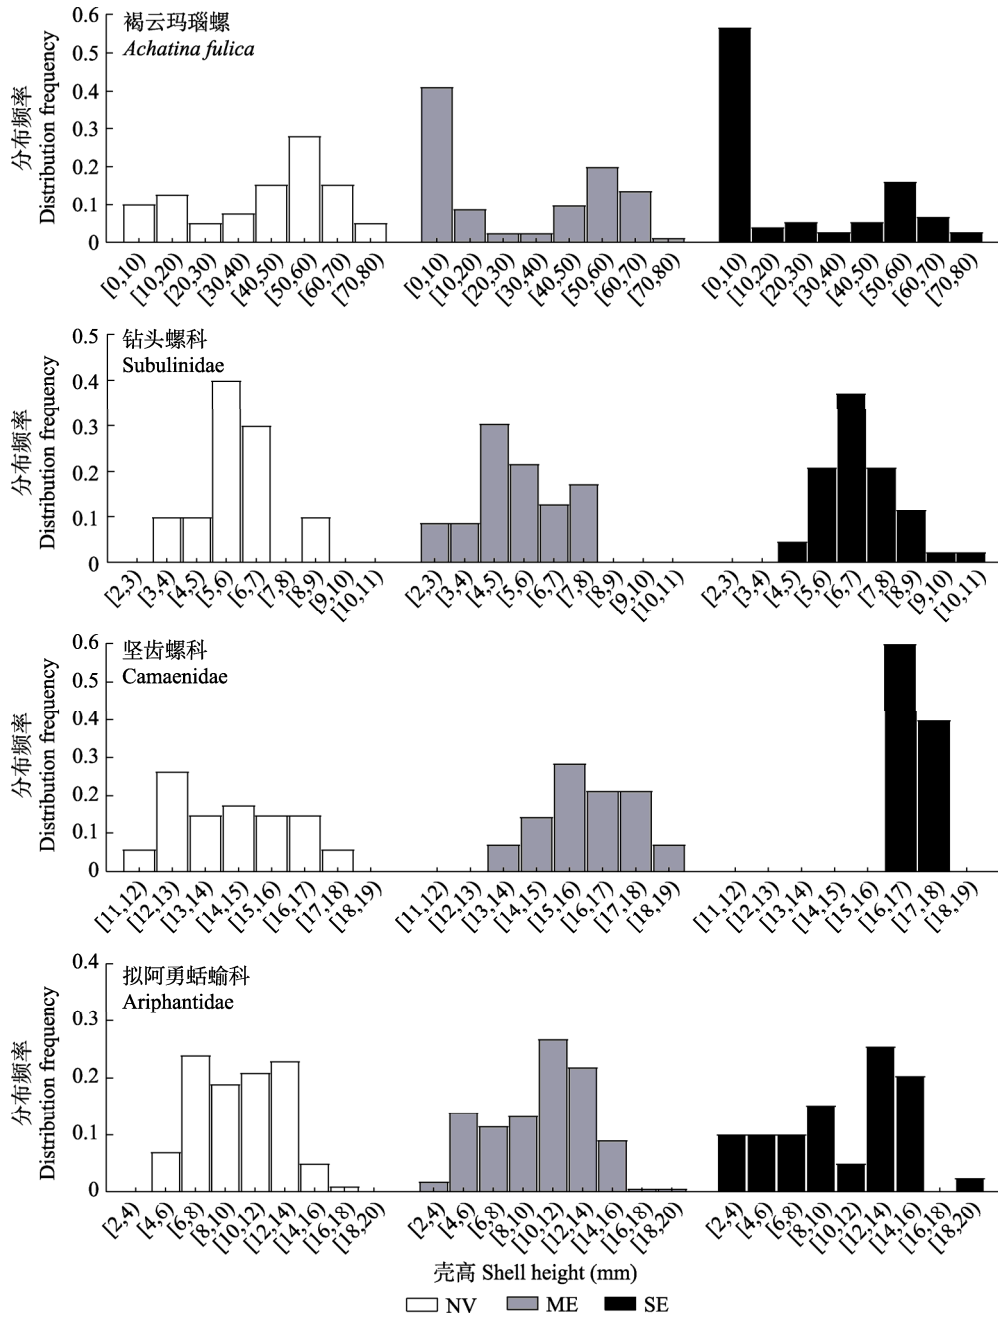 褐云玛瑙螺
Achatina fulica
分布频率
Distribution frequency
0.6
0.5
0.4
0.3
0.2
0.1
0
[0,10) [10,20) [20,30) [30,40) [40,50) [50,60) [60,70) [70,80) [0,10) [10,20) [20,30) [30,40) [40,50) [50,60) [60,70) [70,80) [0,10) [10,20) [20,30) [30,40) [40,50) [50,60) [60,70) [70,80)
钻头螺科
Subulinidae
分布频率
Distribution frequency
0.5
0.4
0.3
0.2
0.1
0
[2,3) [3,4) [4,5) [5,6) [6,7) [7,8) [8,9) [9,10) [10,11) [2,3) [3,4) [4,5) [5,6) [6,7) [7,8) [8,9) [9,10) [10,11) [2,3) [3,4) [4,5) [5,6) [6,7) [7,8) [8,9) [9,10) [10,11)
坚齿螺科
Camaenidae
分布频率
Distribution frequency
0.6
0.5
0.4
0.3
0.2
0.1
0
[11,12) [12,13) [13,14) [14,15) [15,16) [16,17) [17,18) [18,19) [11,12) [12,13) [13,14) [14,15) [15,16) [16,17) [17,18) [18,19) [11,12) [12,13) [13,14) [14,15) [15,16) [16,17) [17,18) [18,19)
拟阿勇蛞蝓科
Ariphantidae
分布频率
Distribution frequency
0.4
0.3
0.2
0.1
0
[2,4) [4,6) [6,8) [8,10) [10,12) [12,14) [14,16) [16,18) [18,20) [2,4) [4,6) [6,8) [8,10) [10,12) [12,14) [14,16) [16,18) [18,20) [2,4) [4,6) [6,8) [8,10) [10,12) [12,14) [14,16) [16,18) [18,20)
壳高 Shell height (mm)
NV ME SE